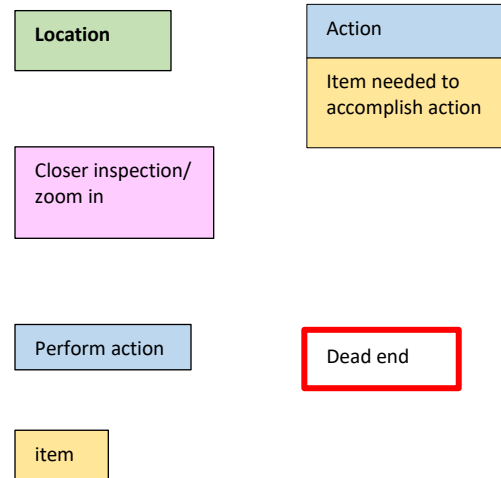 Location
Action
Item needed to
accomplish action
Closer inspection/
zoom in
Perform action
Dead end
item